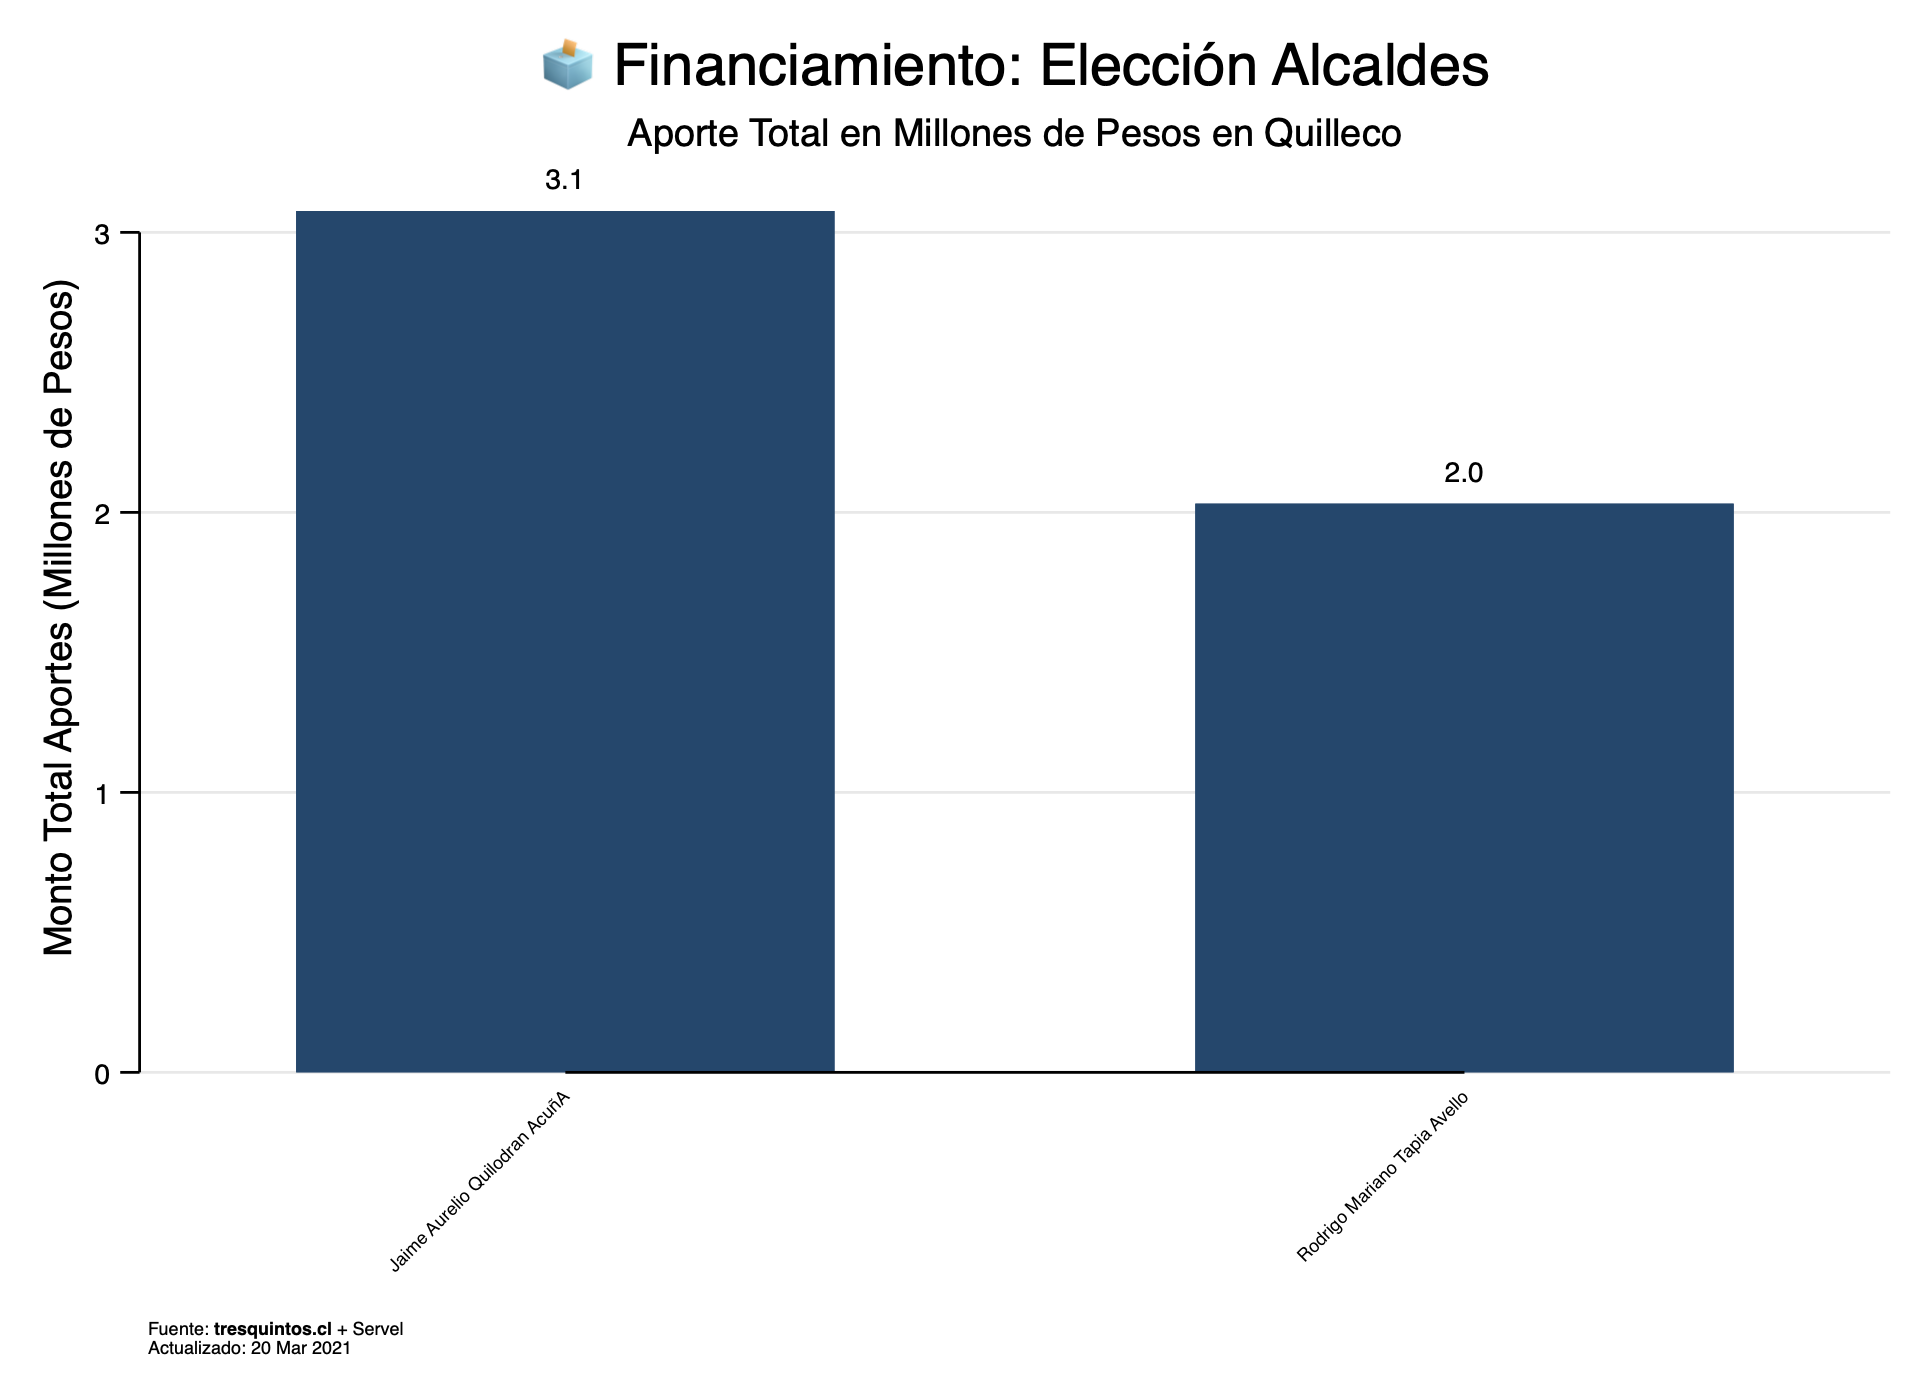 Financiamiento: Elección Alcaldes
Aporte Total en Millones de Pesos en Quilleco
Monto Total Aportes (Millones de Pesos)
3
2
1
0
3.1
2.0
Jaime Aurelio Quilodran AcuñA
Rodrigo Mariano Tapia Avello
Fuente: tresquintos.cl + Servel
Actualizado: 20 Mar 2021